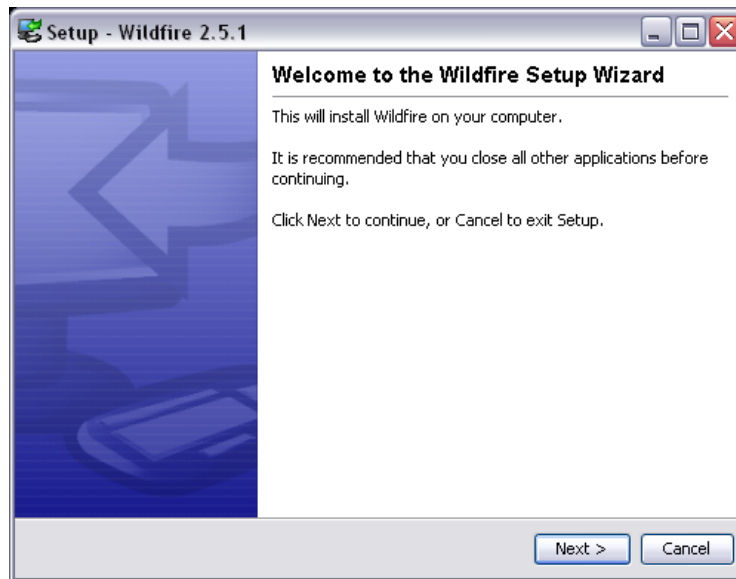 Setup - Wildfire 2.5.1
Welcome to the Wildfire Setup Wizard
This will install Wildfire on your computer.
It is recommended that you close all other applications before
continuing.
Click Next to continue, or Cancel to exit Setup.
Next >
Cancel